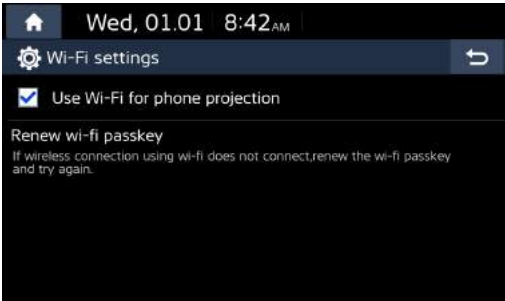 Wed, 01.01 8:42AM
Wi-Fi settings
Use Wi-Fi for phone projection
Renew wi-fi passkey
If wireless connection using wi-fi does not connect,renew the wi-fi passkey
and try again.